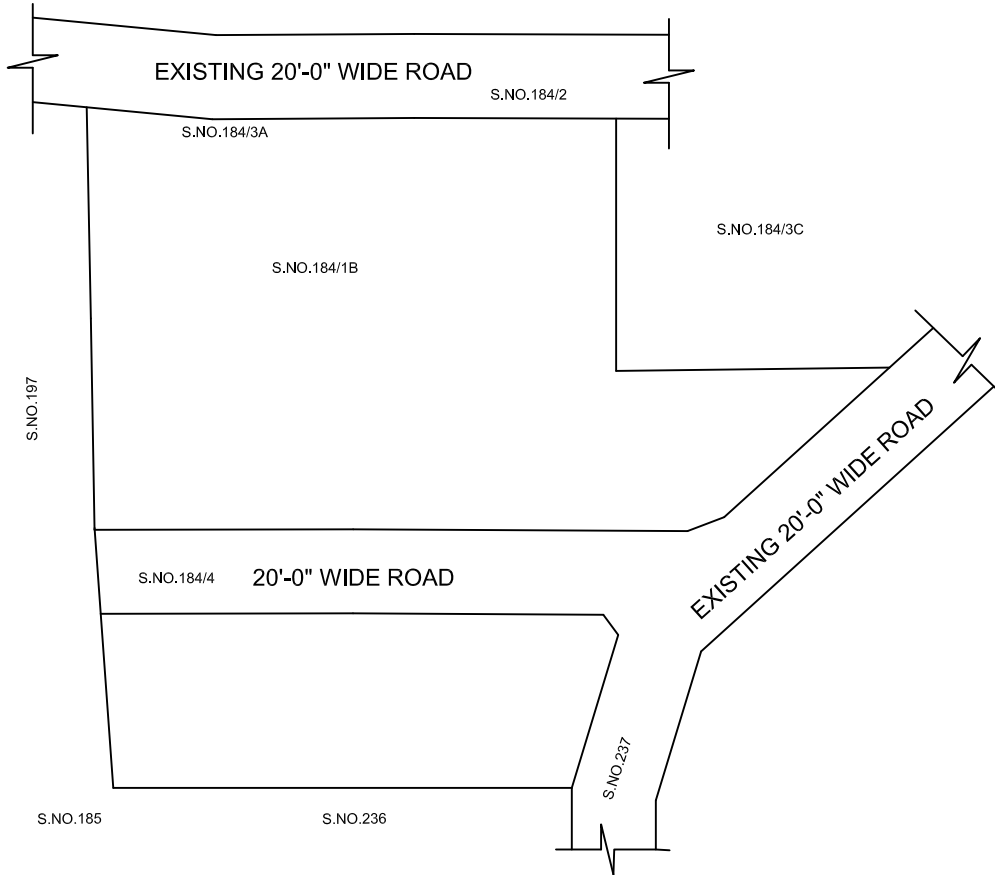 EXISTING 20'-0" WIDE ROAD
S.NO.184/2
S.NO.184/3A
S.NO.184/3C
S.NO.184/1B
S.NO.197
EXISTING 20'-0" WIDE ROAD
S.NO.184/4
20'-0" WIDE ROAD
S.NO.237
S.NO.185
S.NO.236